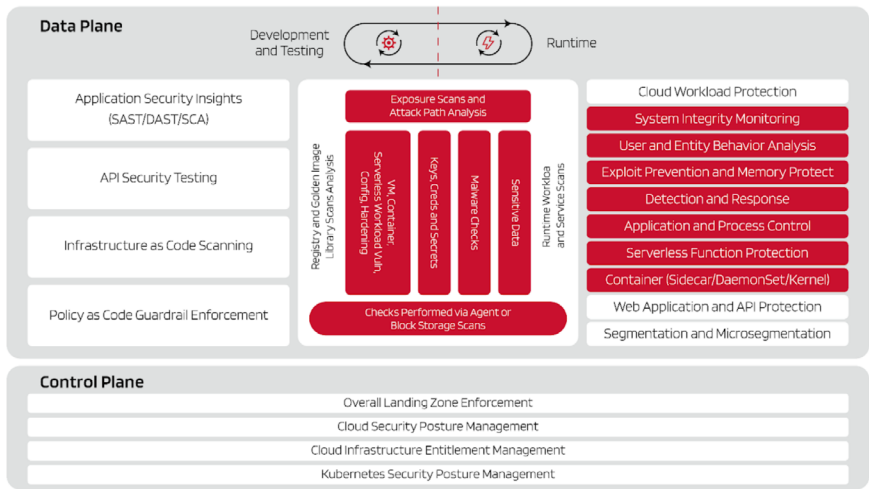 Data Plane
Development
and Testing
Runtime
Application Security Insights
(SAST/DAST/SCA)
API Security Testing
Infrastructure as Code Scanning
Policy as Code Guardrail Enforcement
Exposure Scans and
Attack Path Analysis
Registry and Golden Image
Library Scans Analysis
VM, Container,
Serverless Workload Vuln,
Config, Hardening
Keys, Creds and Secrets
Malware Checks
Sensitive Data
Runtime Workloa
and Service Scans
Checks Performed via Agent or
Block Storage Scans
Cloud Workload Protection
System Integrity Monitoring
User and Entity Behavior Analysis
Exploit Prevention and Memory Protect
Detection and Response
Application and Process Control
Serverless Function Protection
Container (Sidecar/DaemonSet/Kernel)
Web Application and API Protection
Segmentation and Microsegmentation
Control Plane
Overall Landing Zone Enforcement
Cloud Security Posture Management
Cloud Infrastructure Entitlement Management
Kubernetes Security Posture Management